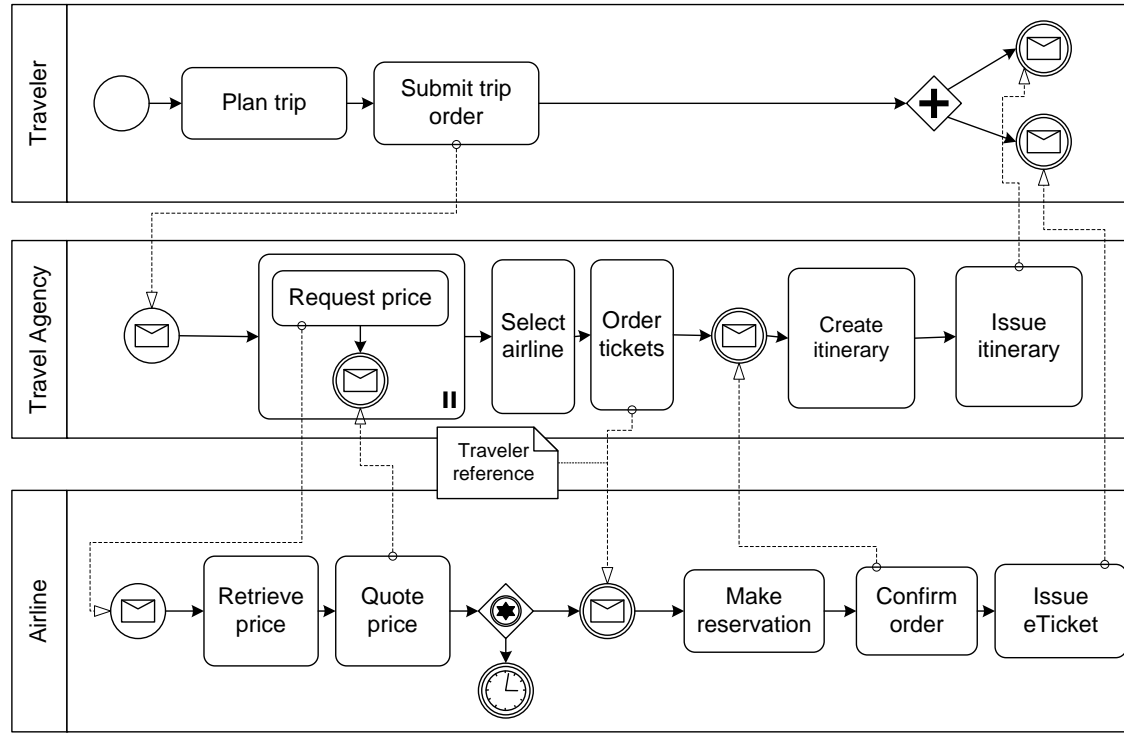 Traveler
Plan trip
Submit trip
order
Travel Agency
Request price
Select
airline
Order
tickets
Create
itinerary
Issue
itinerary
Traveler
reference
Airline
Retrieve
price
Quote
price
Make
reservation
Confirm
order
Issue
eTicket